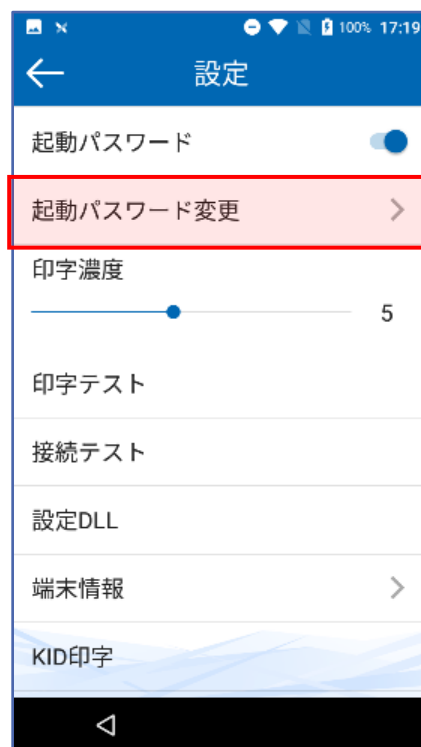 100% 17:19
設定
起動パスワード
起動パスワード変更
印字濃度
5
印字テスト
接続テスト
設定DLL
端末情報
KID印字